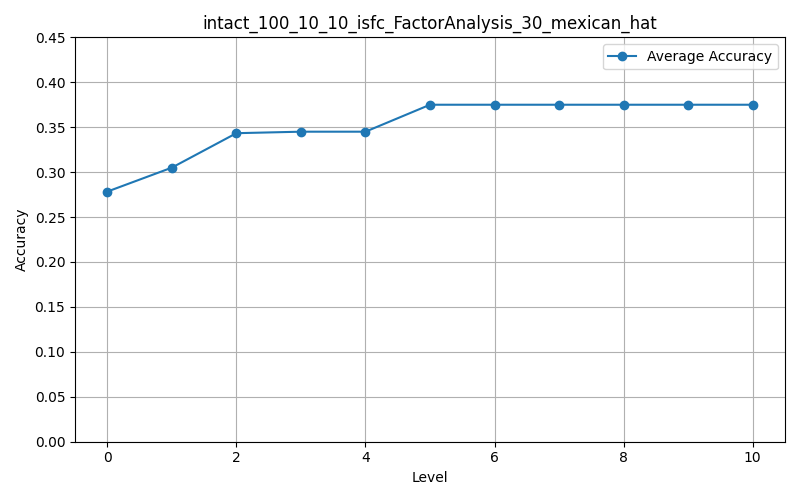 intact_100_10_10_isfc_FactorAnalysis_30_mexican_hat
Average Accuracy
Accuracy
0.45
0.40
0.35
0.30
0.25
0.20
0.15
0.10
0.05
0.00
0 2 4 6 8 10
Level